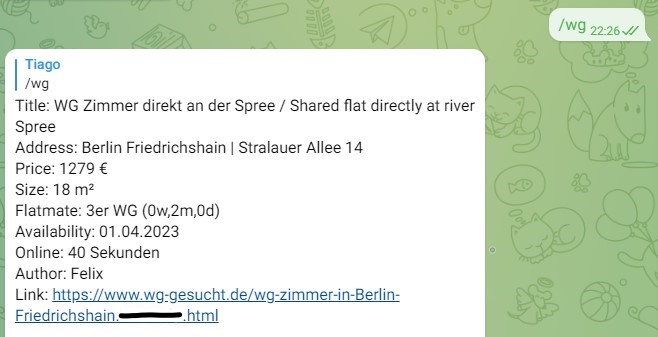 /wg 22:26
Tiago
/wg
Title: WG Zimmer direkt an der Spree / Shared flat directly at river
Spree
Address: Berlin Friedrichshain | Stralauer Allee 14
Price: 1279 €
Size: 18 m²
Flatmate: 3er WG (0w,2m,0d)
Availability: 01.04.2023
Online: 40 Sekunden
Author: Felix
Link: https://www.wg-gesucht.de/wg-zimmer-in-Berlin-
Friedrichshain. .html